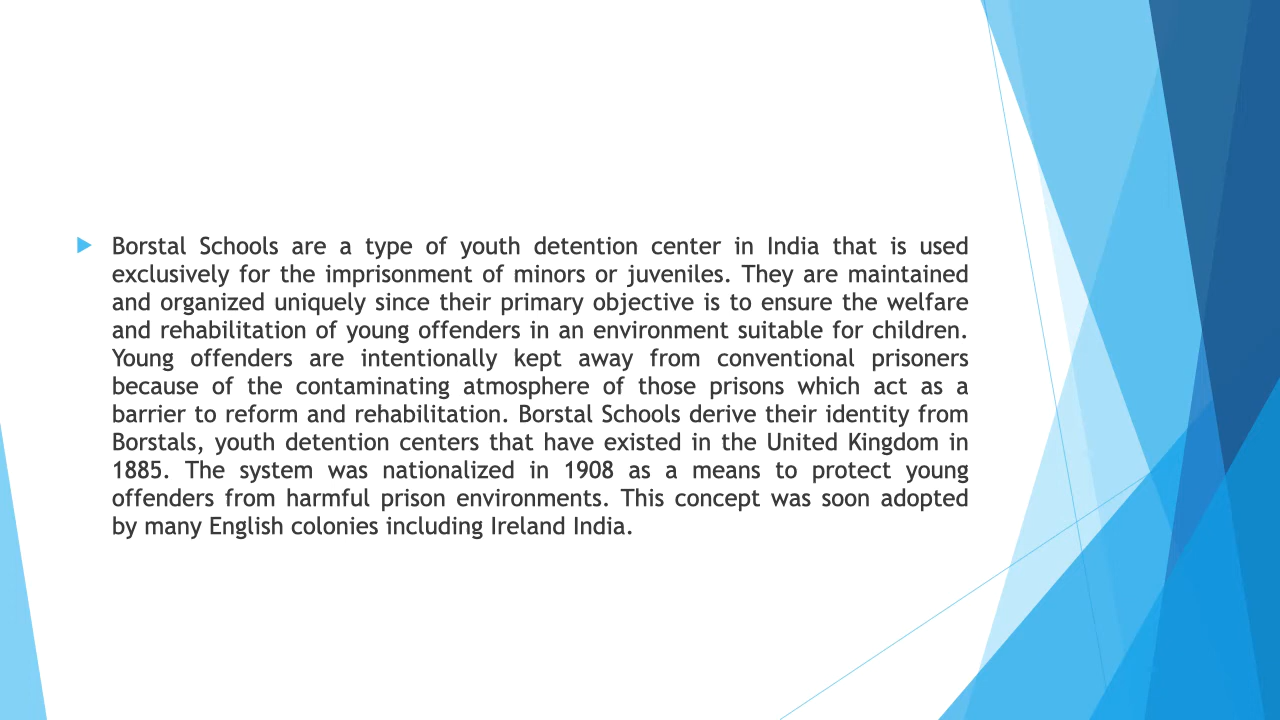 Borstal Schools are a type of youth detention center in India that is used
exclusively for the imprisonment of minors or juveniles. They are maintained
and organized uniquely since their primary objective is to ensure the welfare
and rehabilitation of young offenders in an environment suitable for children.
Young offenders are intentionally kept away from conventional prisoners
because of the contaminating atmosphere of those prisons which act as a
barrier to reform and rehabilitation. Borstal Schools derive their identity from
Borstals, youth detention centers that have existed in the United Kingdom in
1885. The system was nationalized in 1908 as a means to protect young
offenders from harmful prison environments. This concept was soon adopted
by many English colonies including Ireland India.